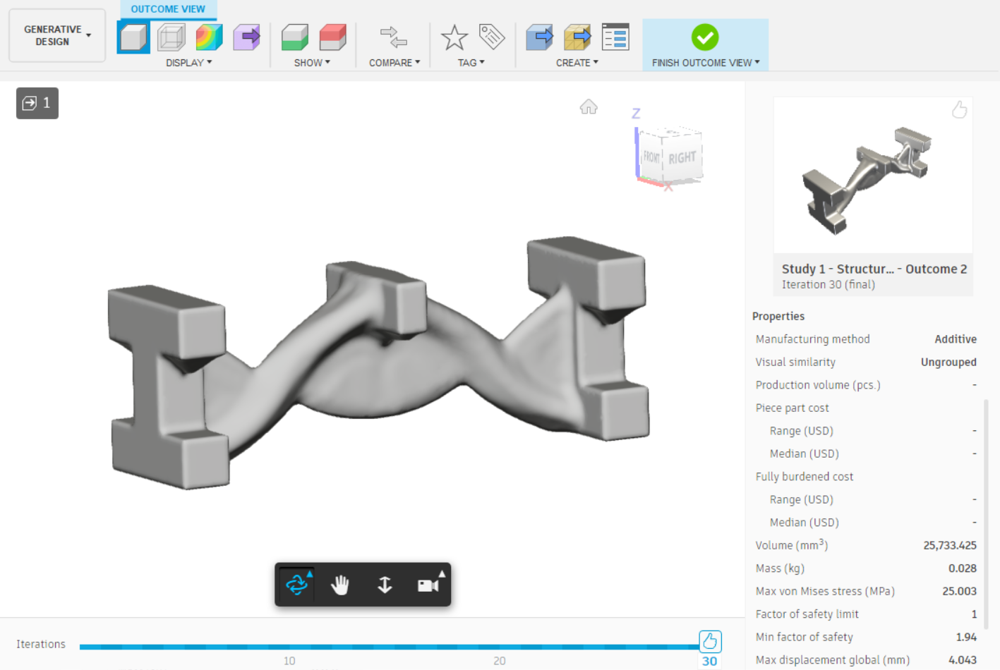 OUTCOME VIEW
GENERATIVE
DESIGN
DISPLAY
SHOW
COMPARE
TAG
CREATE
FINISH OUTCOME VIEW
1
Z
FRONT
RIGHT
X
Study 1 - Structur... - Outcome 2
Iteration 30 (final)
Properties
Manufacturing method Additive
Visual similarity Ungrouped
Production volume (pcs.) -
Piece part cost
Range (USD) -
Median (USD) -
Fully burdened cost
Range (USD) -
Median (USD) -
Volume (mm³) 25,733.425
Mass (kg) 0.028
Max von Mises stress (MPa) 25.003
Factor of safety limit 1
Min factor of safety 1.94
Max displacement global (mm) 4.043
Iterations
10
20
30